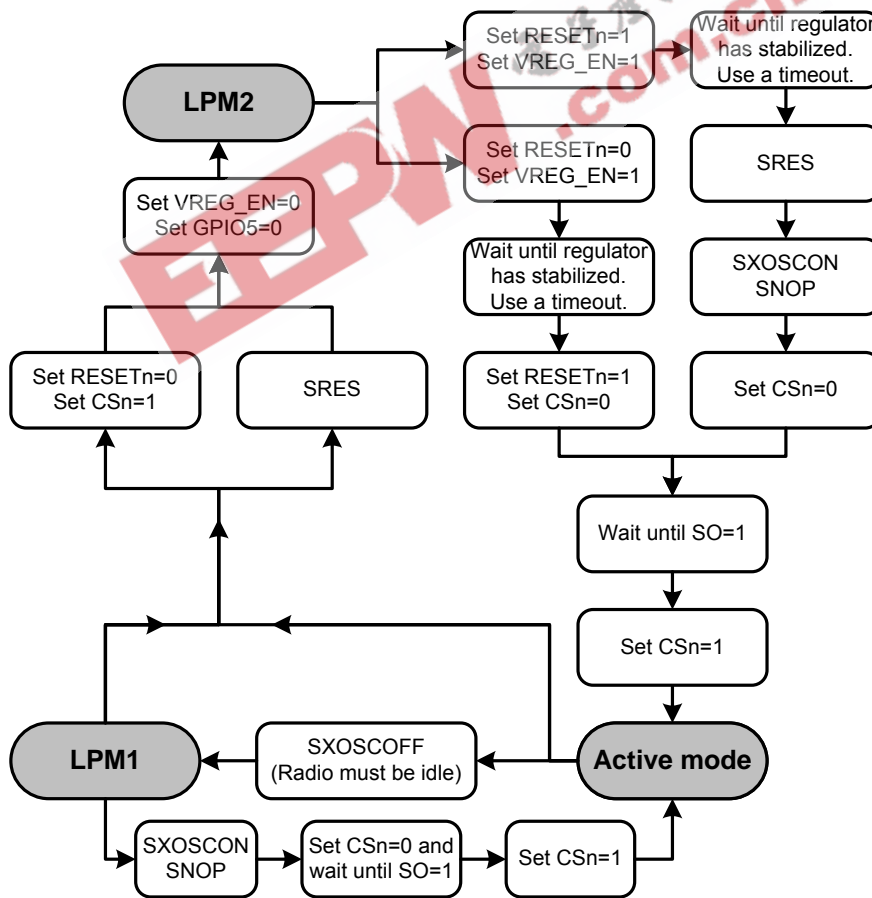 Set RESETn=1
Set VREG_EN=1
Wait until regulator
has stabilized.
Use a timeout.
LPM2
Set RESETn=0
Set VREG_EN=1
SRES
Set VREG_EN=0
Set GPIO5=0
Wait until regulator
has stabilized.
Use a timeout.
SXOSCON
SNOP
Set RESETn=0
Set CSn=1
SRES
Set RESETn=1
Set CSn=0
Set CSn=0
Wait until SO=1
Set CSn=1
LPM1
SXOSCOFF
(Radio must be idle)
Active mode
SXOSCON
SNOP
Set CSn=0 and
wait until SO=1
Set CSn=1
EEPW
.com.cn